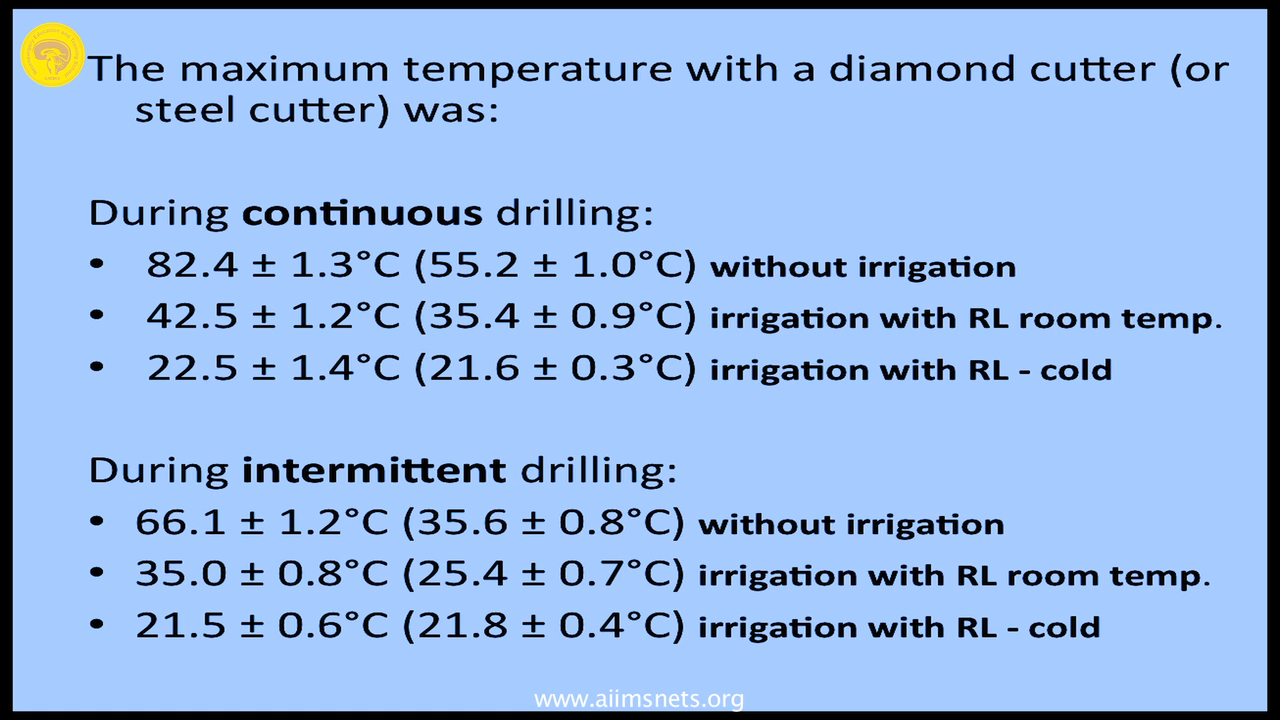 The maximum temperature with a diamond cutter (or
steel cutter) was:
During continuous drilling:
• 82.4 ± 1.3°C (55.2 ± 1.0°C) without irrigation
• 42.5 ± 1.2°C (35.4 ± 0.9°C) irrigation with RL room temp.
• 22.5 ± 1.4°C (21.6 ± 0.3°C) irrigation with RL - cold
During intermittent drilling:
• 66.1 ± 1.2°C (35.6 ± 0.8°C) without irrigation
• 35.0 ± 0.8°C (25.4 ± 0.7°C) irrigation with RL room temp.
• 21.5 ± 0.6°C (21.8 ± 0.4°C) irrigation with RL - cold
www.aiimsnets.org